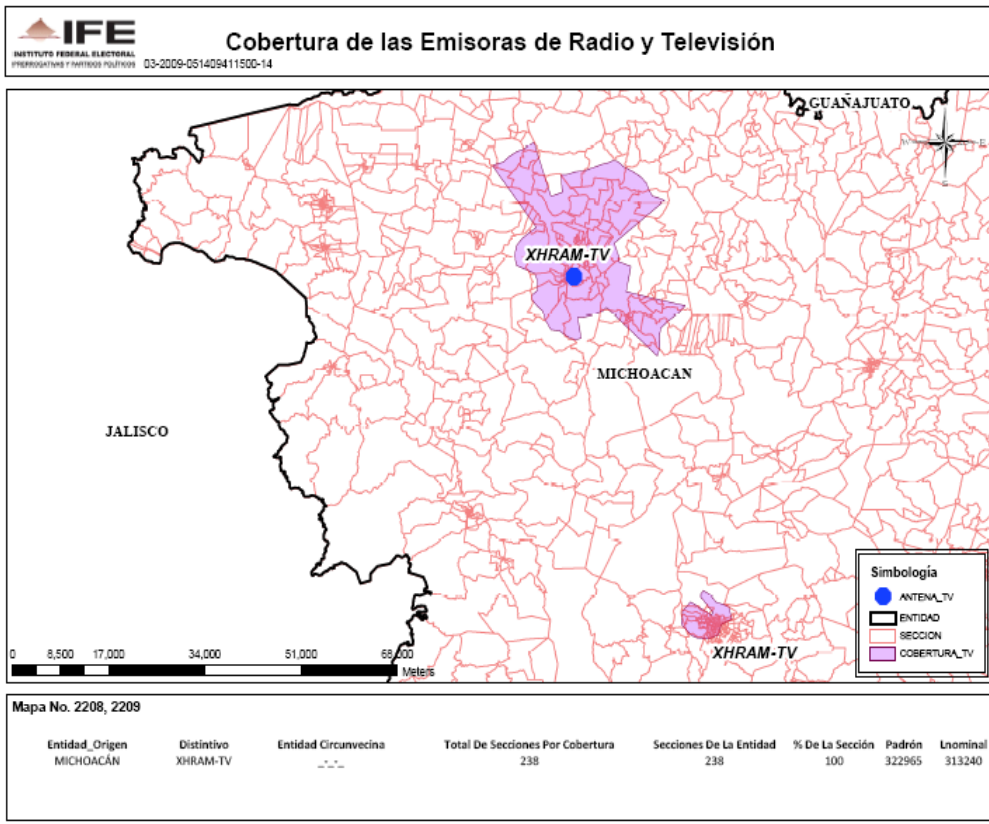 IFE
INSTITUTO FEDERAL ELECTORAL
PRERROGATIVAS Y PARTIDOS POLÍTICOS
03-2009-051409411500-14
Cobertura de las Emisoras de Radio y Televisión
GUAÑAJUATO
W E
S
XHRAM-TV
MICHOACAN
JALISCO
XHRAM-TV
0 8,500 17,000 34,000 51,000 68,000
Meters
Simbología
ANTENA_TV
ENTIDAD
SECCION
COBERTURA_TV
Mapa No. 2208, 2209
Entidad_Origen Distintivo Entidad Circunvecina Total De Secciones Por Cobertura Secciones De La Entidad % De La Sección Padrón Lnominal
MICHOACÁN XHRAM-TV _-_-_ 238 238 100 322965 313240